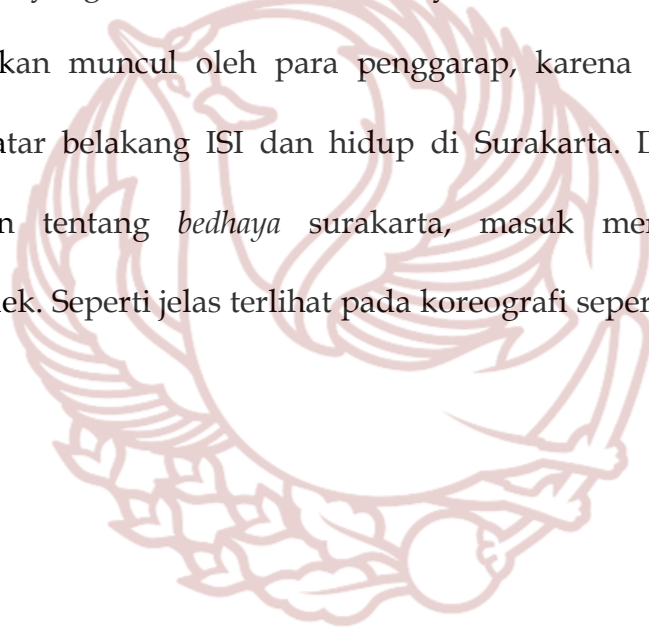 kan muncul oleh para penggarap, karena
atar belakang ISI dan hidup di Surakarta. D
n tentang bedhaya surakarta, masuk mer
ek. Seperti jelas terlihat pada koreografi seper